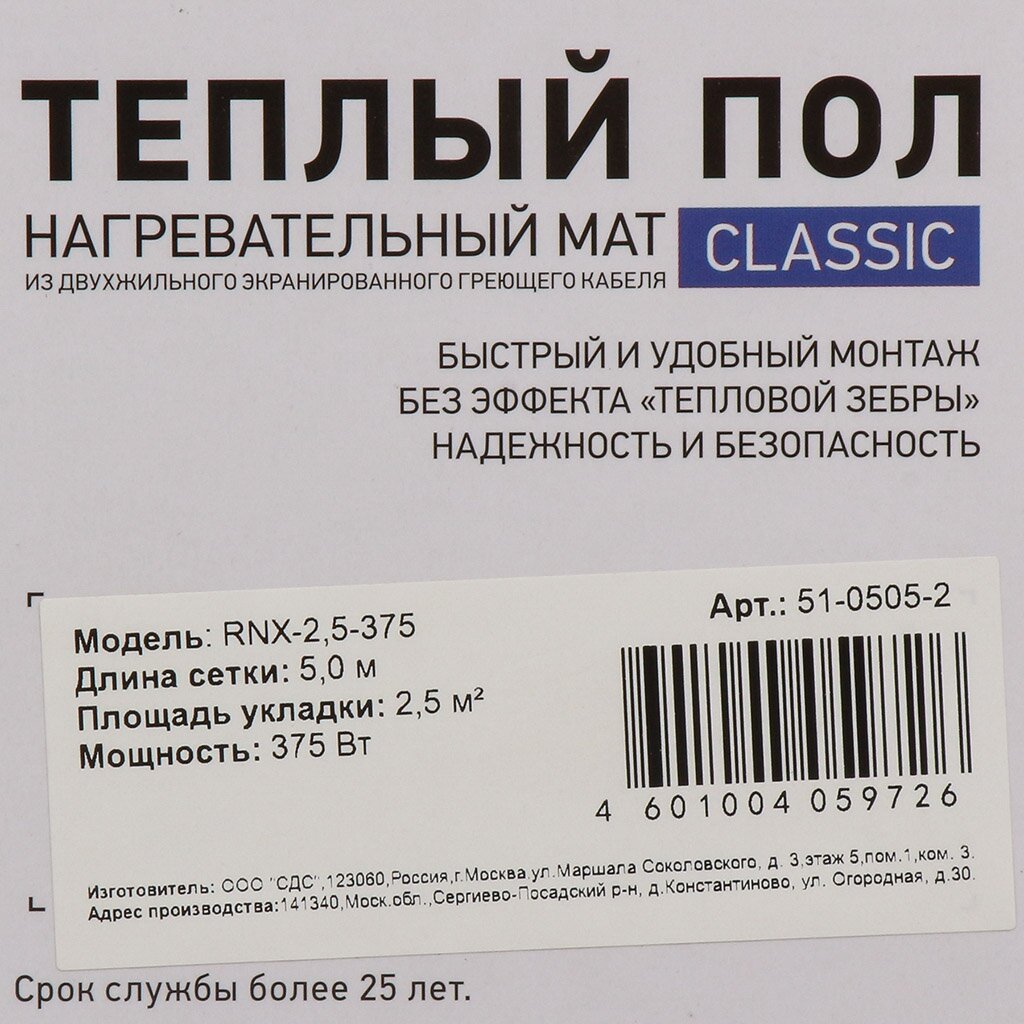 ТЕПЛЫЙ ПОЛ
НАГРЕВАТЕЛЬНЫЙ МАТ
CLASSIC
ИЗ ДВУХЖИЛЬНОГО ЭКРАНИРОВАННОГО ГРЕЮЩЕГО КАБЕЛЯ
БЫСТРЫЙ И УДОБНЫЙ МОНТАЖ
БЕЗ ЭФФЕКТА «ТЕПЛОВОЙ ЗЕБРЫ»
НАДЕЖНОСТЬ И БЕЗОПАСНОСТЬ
Арт.: 51-0505-2
Модель: RNX-2,5-375
Длина сетки: 5,0 м
Площадь укладки: 2,5 м²
Мощность: 375 Вт
4 601004 059726
Изготовитель: ООО "СДС",123060,Россия,г.Москва,ул.Маршала Соколовского, д. 3,этаж 5,пом.1,ком. 3.
Адрес производства:141340,Моск.обл.,Сергиево-Посадский р-н, д.Константиново, ул. Огородная, д.30.
Срок службы более 25 лет.